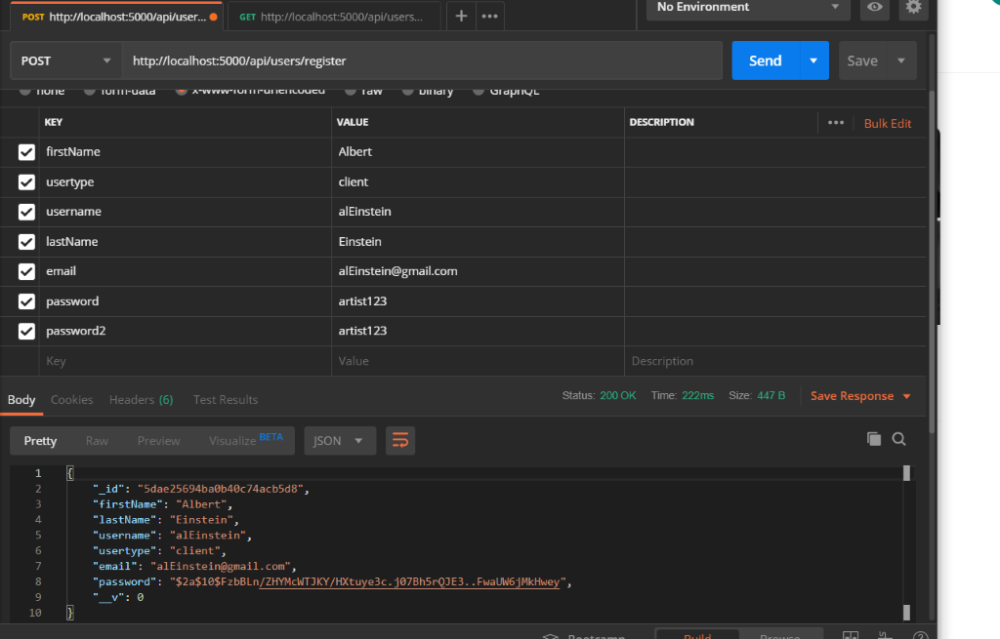 POST http://localhost:5000/api/user... GET http://localhost:5000/api/users... + ••• No Environment
POST http://localhost:5000/api/users/register Send Save
none form-data x-www-form-urlencoded raw binary GraphQL
KEY VALUE DESCRIPTION ••• Bulk Edit
firstName Albert
usertype client
username alEinstein
lastName Einstein
email alEinstein@gmail.com
password artist123
password2 artist123
Key Value Description
Body Cookies Headers (6) Test Results Status: 200 OK Time: 222ms Size: 447 B Save Response
Pretty Raw Preview Visualize BETA JSON
1 {
2 "_id": "5dae25694ba0b40c74acb5d8",
3 "firstName": "Albert",
4 "lastName": "Einstein",
5 "username": "alEinstein",
6 "usertype": "client",
7 "email": "alEinstein@gmail.com",
8 "password": "$2a$10$FzbBLn/ZHYMcWTJKY/HXtuye3c.j07Bh5rQJE3..FwaUW6jMkHwey",
9 "__v": 0
10 }
Bootcamp Build Browse